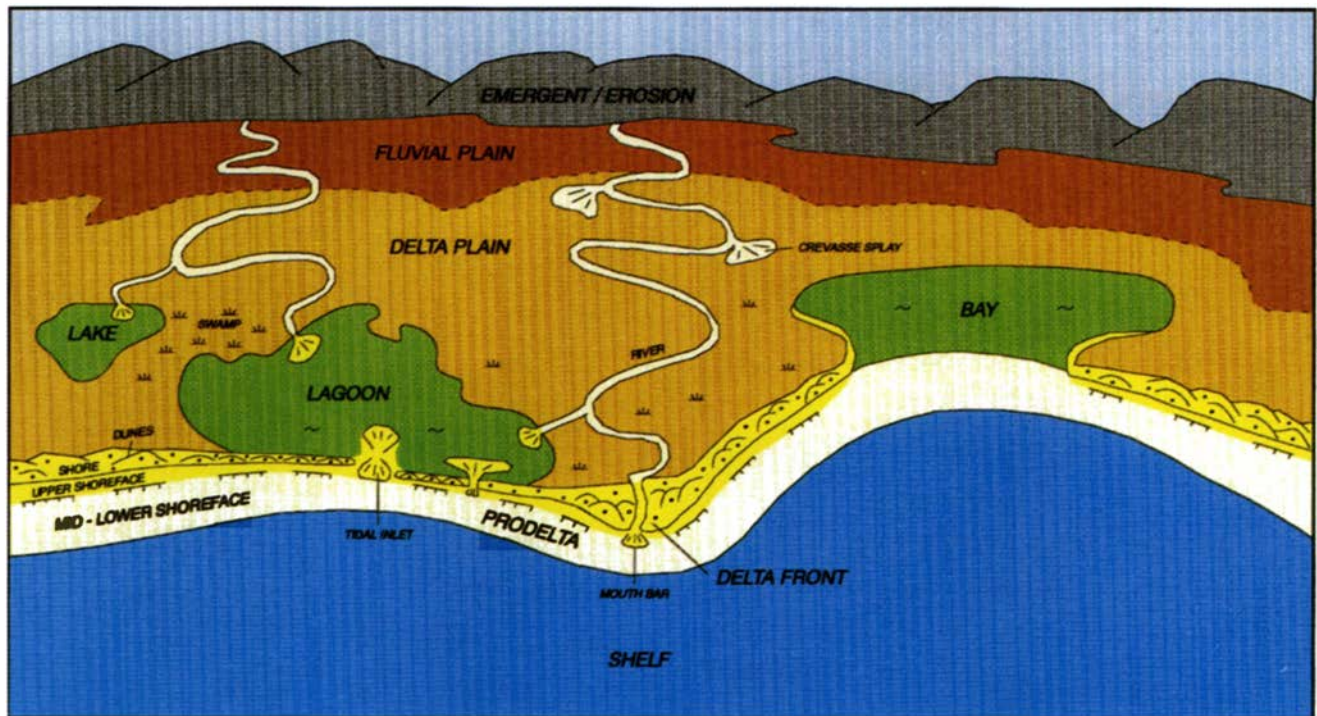 EMERGENT / EROSION
FLUVIAL PLAIN
DELTA PLAIN
CREVASSE SPLAY
LAKE
SWAMP
BAY
RIVER
LAGOON
DUNES
SHORE
UPPER SHOREFACE
MID - LOWER SHOREFACE
PRODELTA
TIDAL INLET
DELTA FRONT
MOUTH BAR
SHELF